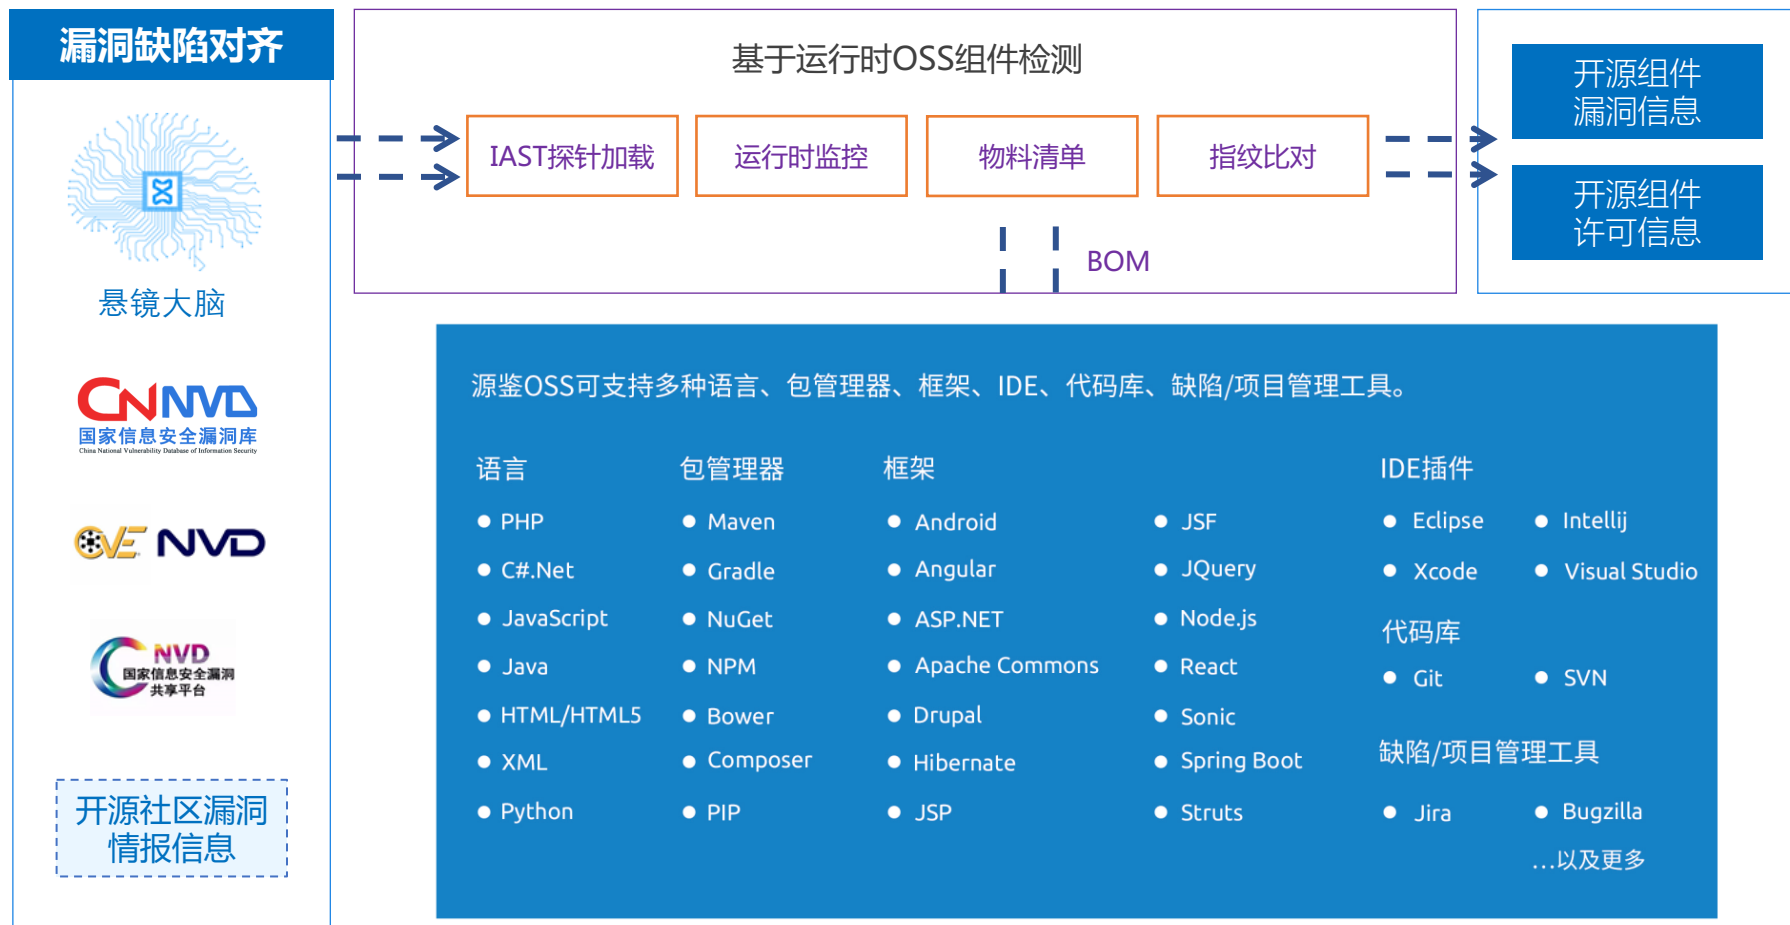 漏洞缺陷对齐
悬镜大脑
CNNVD
国家信息安全漏洞库
China National Vulnerability Database of Information Security
CVE NVD
CNVD
国家信息安全漏洞
共享平台
开源社区漏洞
情报信息
基于运行时OSS组件检测
IAST探针加载
运行时监控
物料清单
指纹比对
BOM
开源组件
漏洞信息
开源组件
许可信息
源鉴OSS可支持多种语言、包管理器、框架、IDE、代码库、缺陷/项目管理工具。
语言
PHP
C#.Net
JavaScript
Java
HTML/HTML5
XML
Python
包管理器
Maven
Gradle
NuGet
NPM
Bower
Composer
PIP
框架
Android
Angular
ASP.NET
Apache Commons
Drupal
Hibernate
JSP
JSF
JQuery
Node.js
React
Sonic
Spring Boot
Struts
IDE插件
Eclipse
Intellij
Xcode
Visual Studio
代码库
Git
SVN
缺陷/项目管理工具
Jira
Bugzilla
...以及更多